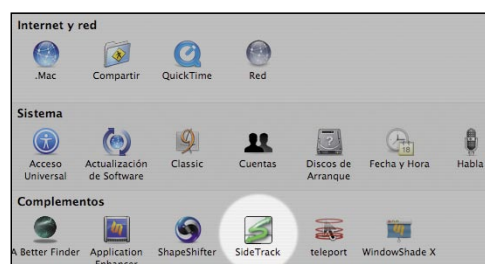 Internet y red
.Mac Compartir QuickTime Red
Sistema
Acceso Universal Actualización de Software Classic Cuentas Discos de Arranque Fecha y Hora Habla
Complementos
A Better Finder Application Enhancer ShapeShifter SideTrack teleport WindowShade X